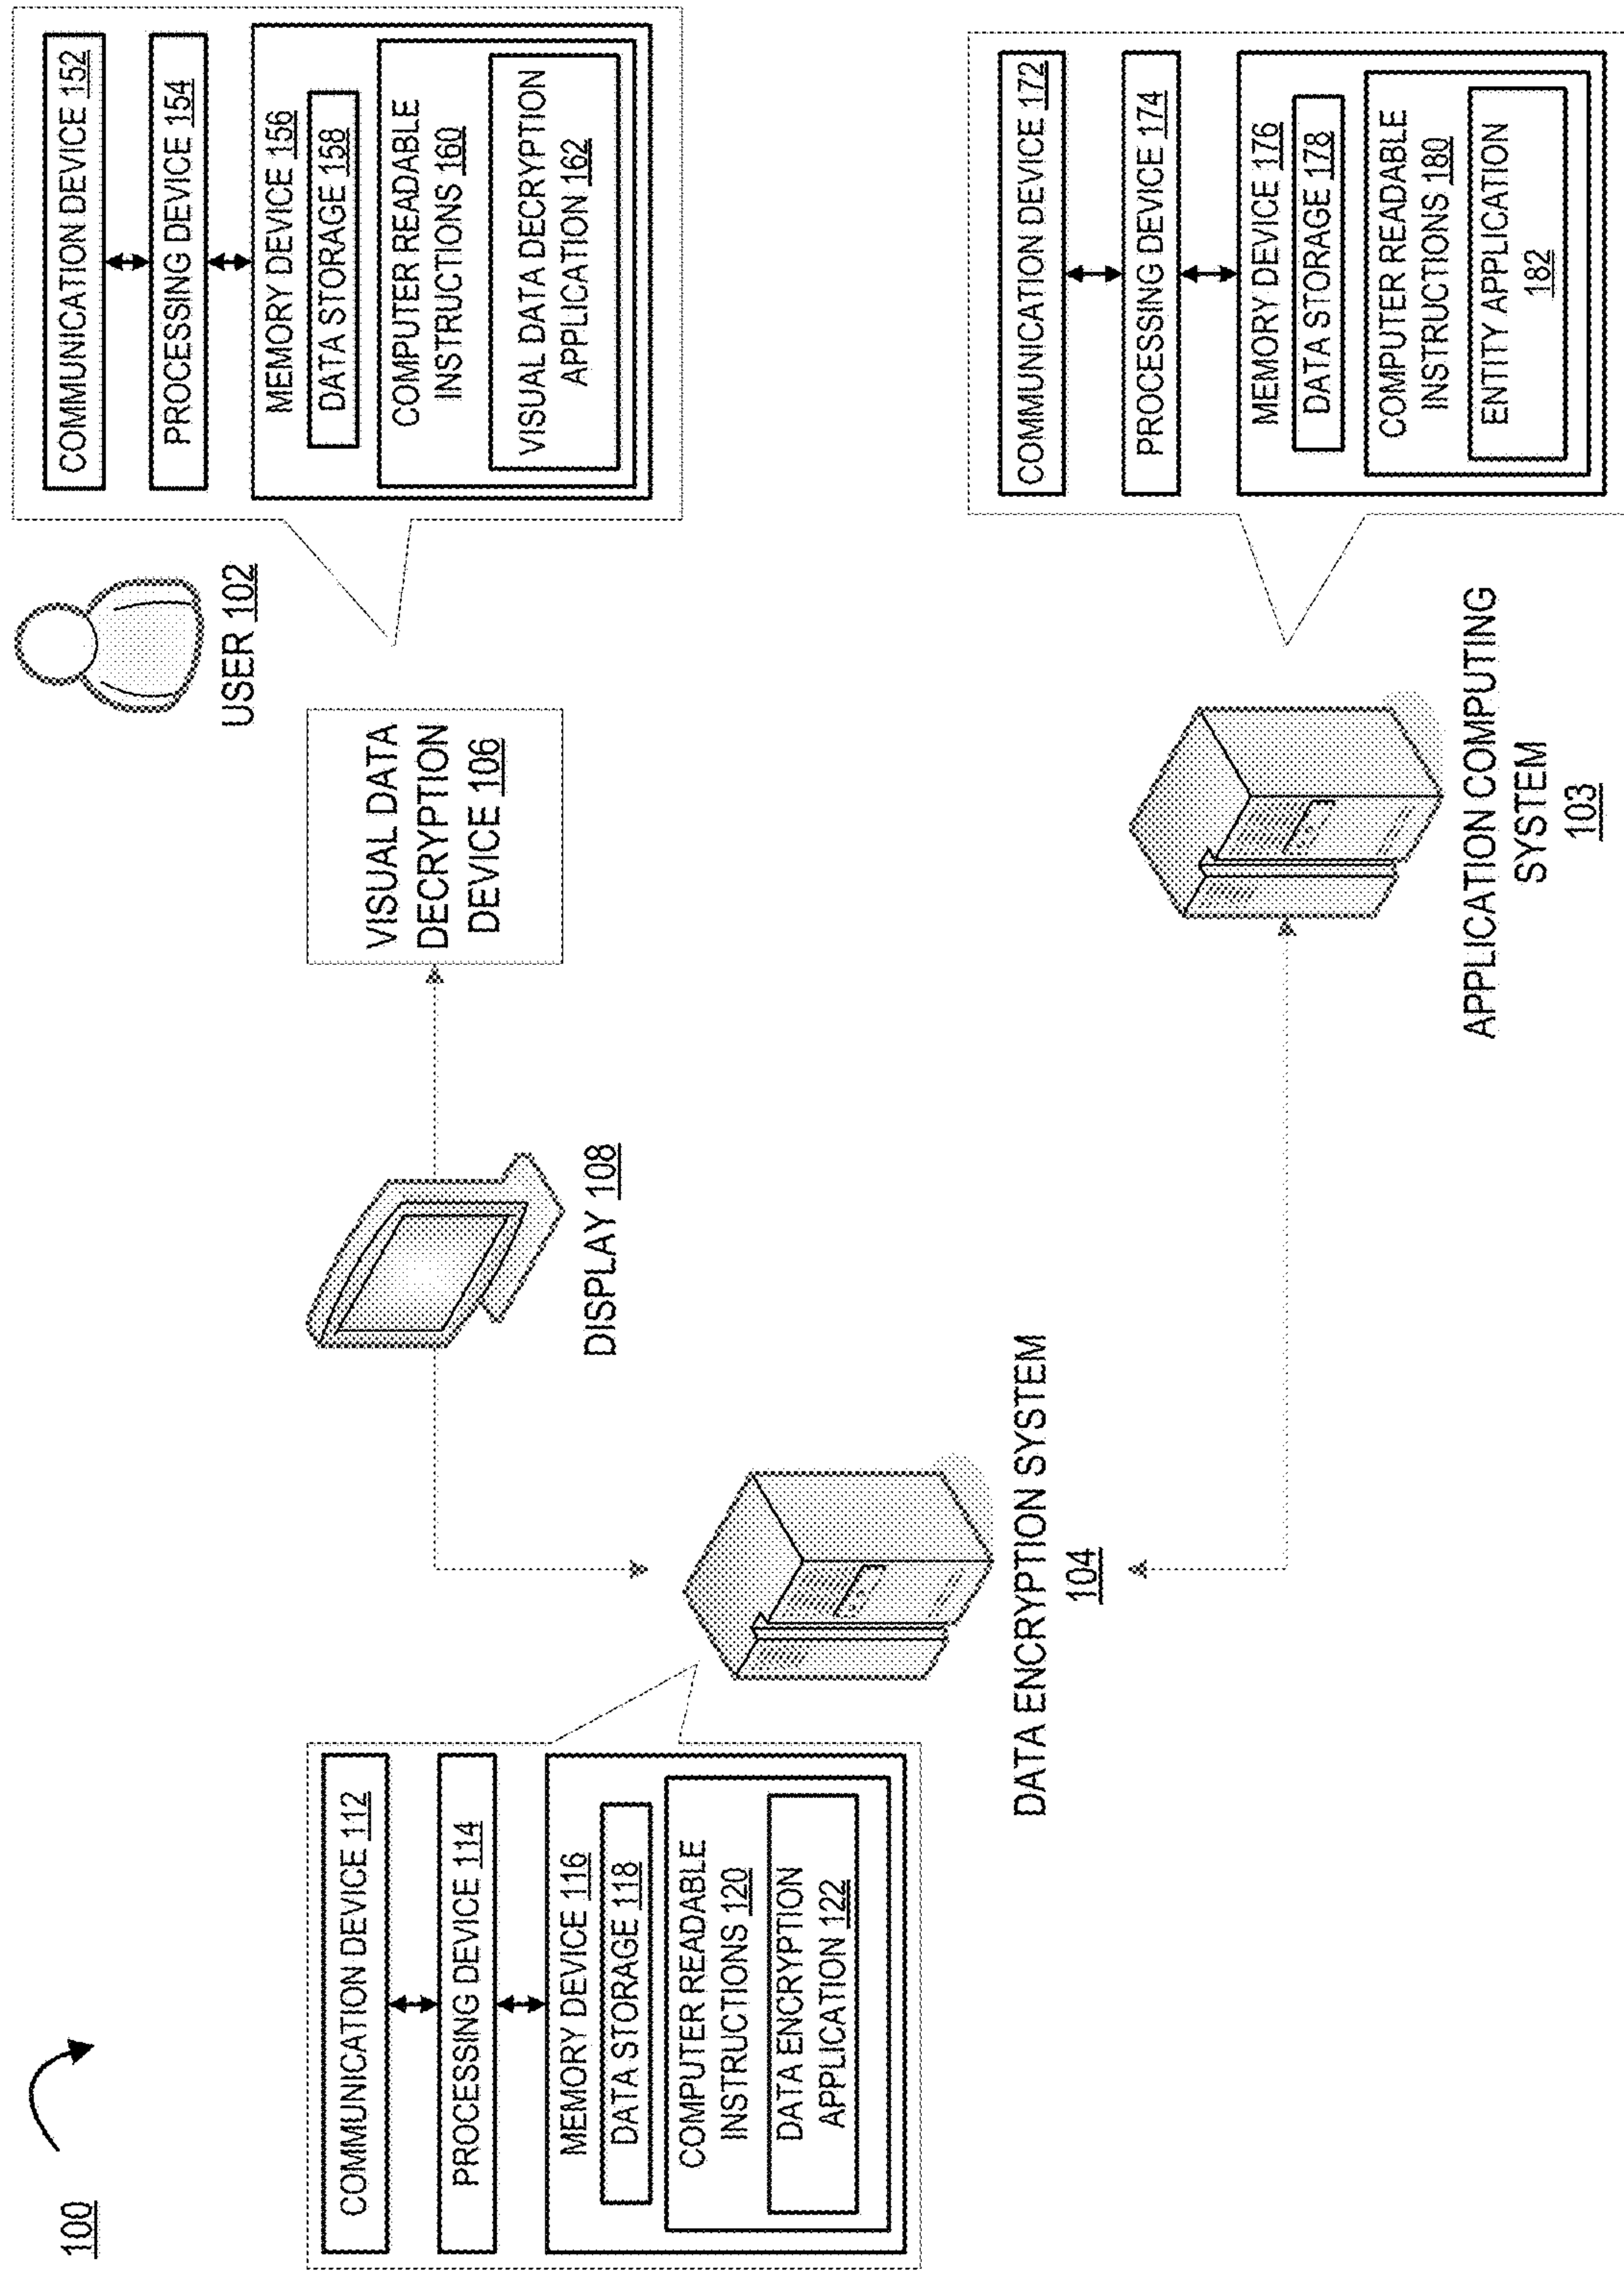 100
COMMUNICATION DEVICE 112
PROCESSING DEVICE 114
MEMORY DEVICE 116
DATA STORAGE 118
COMPUTER READABLE
INSTRUCTIONS 120
DATA ENCRYPTION
APPLICATION 122
DATA ENCRYPTION SYSTEM
104
DISPLAY 108
VISUAL DATA
DECRYPTION
DEVICE 106
USER 102
COMMUNICATION DEVICE 152
PROCESSING DEVICE 154
MEMORY DEVICE 156
DATA STORAGE 158
COMPUTER READABLE
INSTRUCTIONS 160
VISUAL DATA DECRYPTION
APPLICATION 162
APPLICATION COMPUTING
SYSTEM
103
COMMUNICATION DEVICE 172
PROCESSING DEVICE 174
MEMORY DEVICE 176
DATA STORAGE 178
COMPUTER READABLE
INSTRUCTIONS 180
ENTITY APPLICATION
182